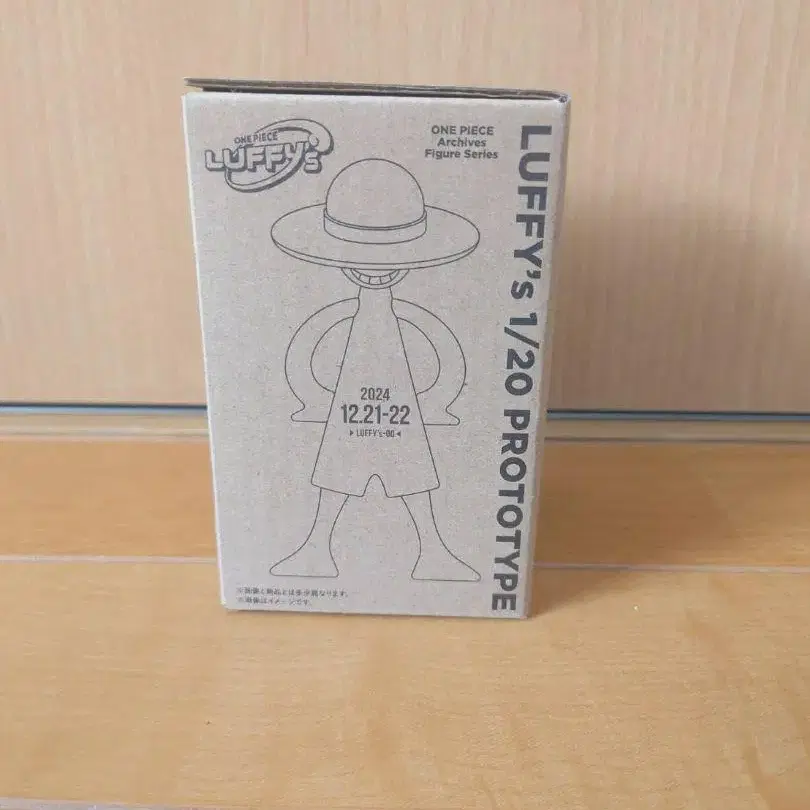 ONE PIECE
LUFFY's
ONE PIECE
Archives
Figure Series
LUFFY's 1/20 PROTOTYPE
2024
12.21-22
▶ LUFFY's-00 ◀
※画像と商品とは多少異なります。
※画像はイメージです。